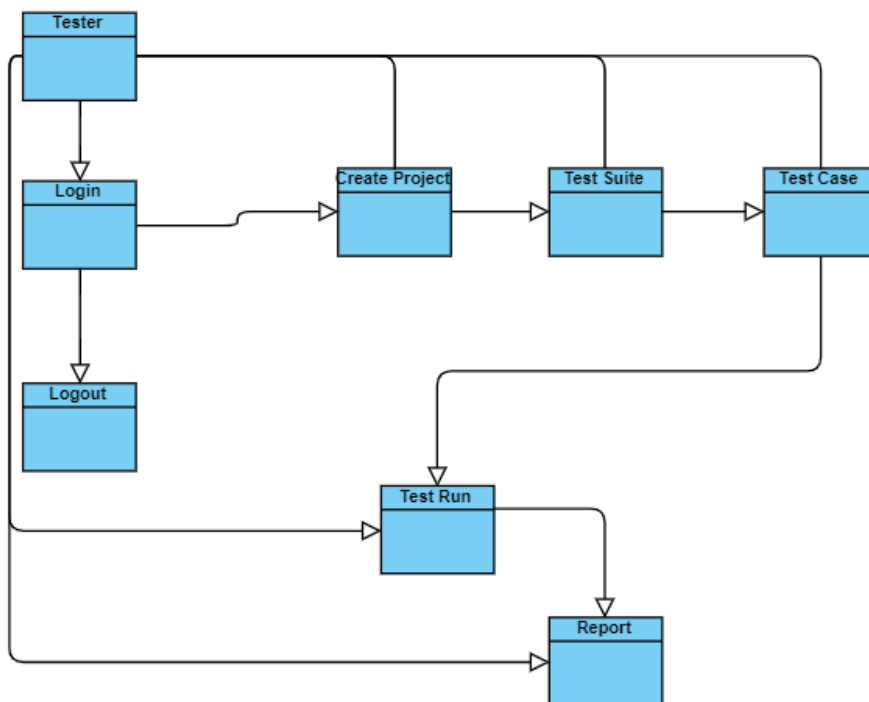 Tester
Login
Create Project
Test Suite
Test Case
Logout
Test Run
Report